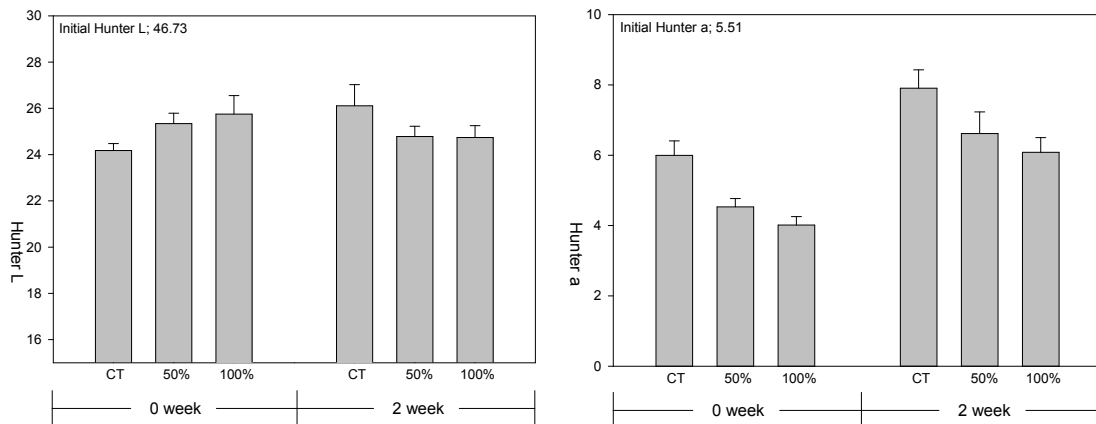 Initial Hunter L; 46.73
30
28
26
24
22
20
18
16
Hunter L
CT 50% 100% CT 50% 100%
0 week 2 week
Initial Hunter a; 5.51
10
8
6
4
2
0
Hunter a
CT 50% 100% CT 50% 100%
0 week 2 week